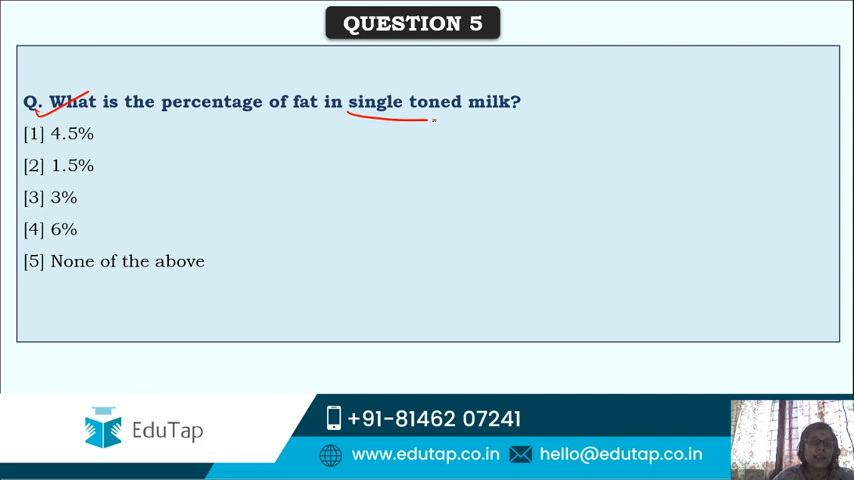 QUESTION 5
Q. What is the percentage of fat in single toned milk?
[1] 4.5%
[2] 1.5%
[3] 3%
[4] 6%
[5] None of the above
EduTap
+91-81462 07241
www.edutap.co.in hello@edutap.co.in